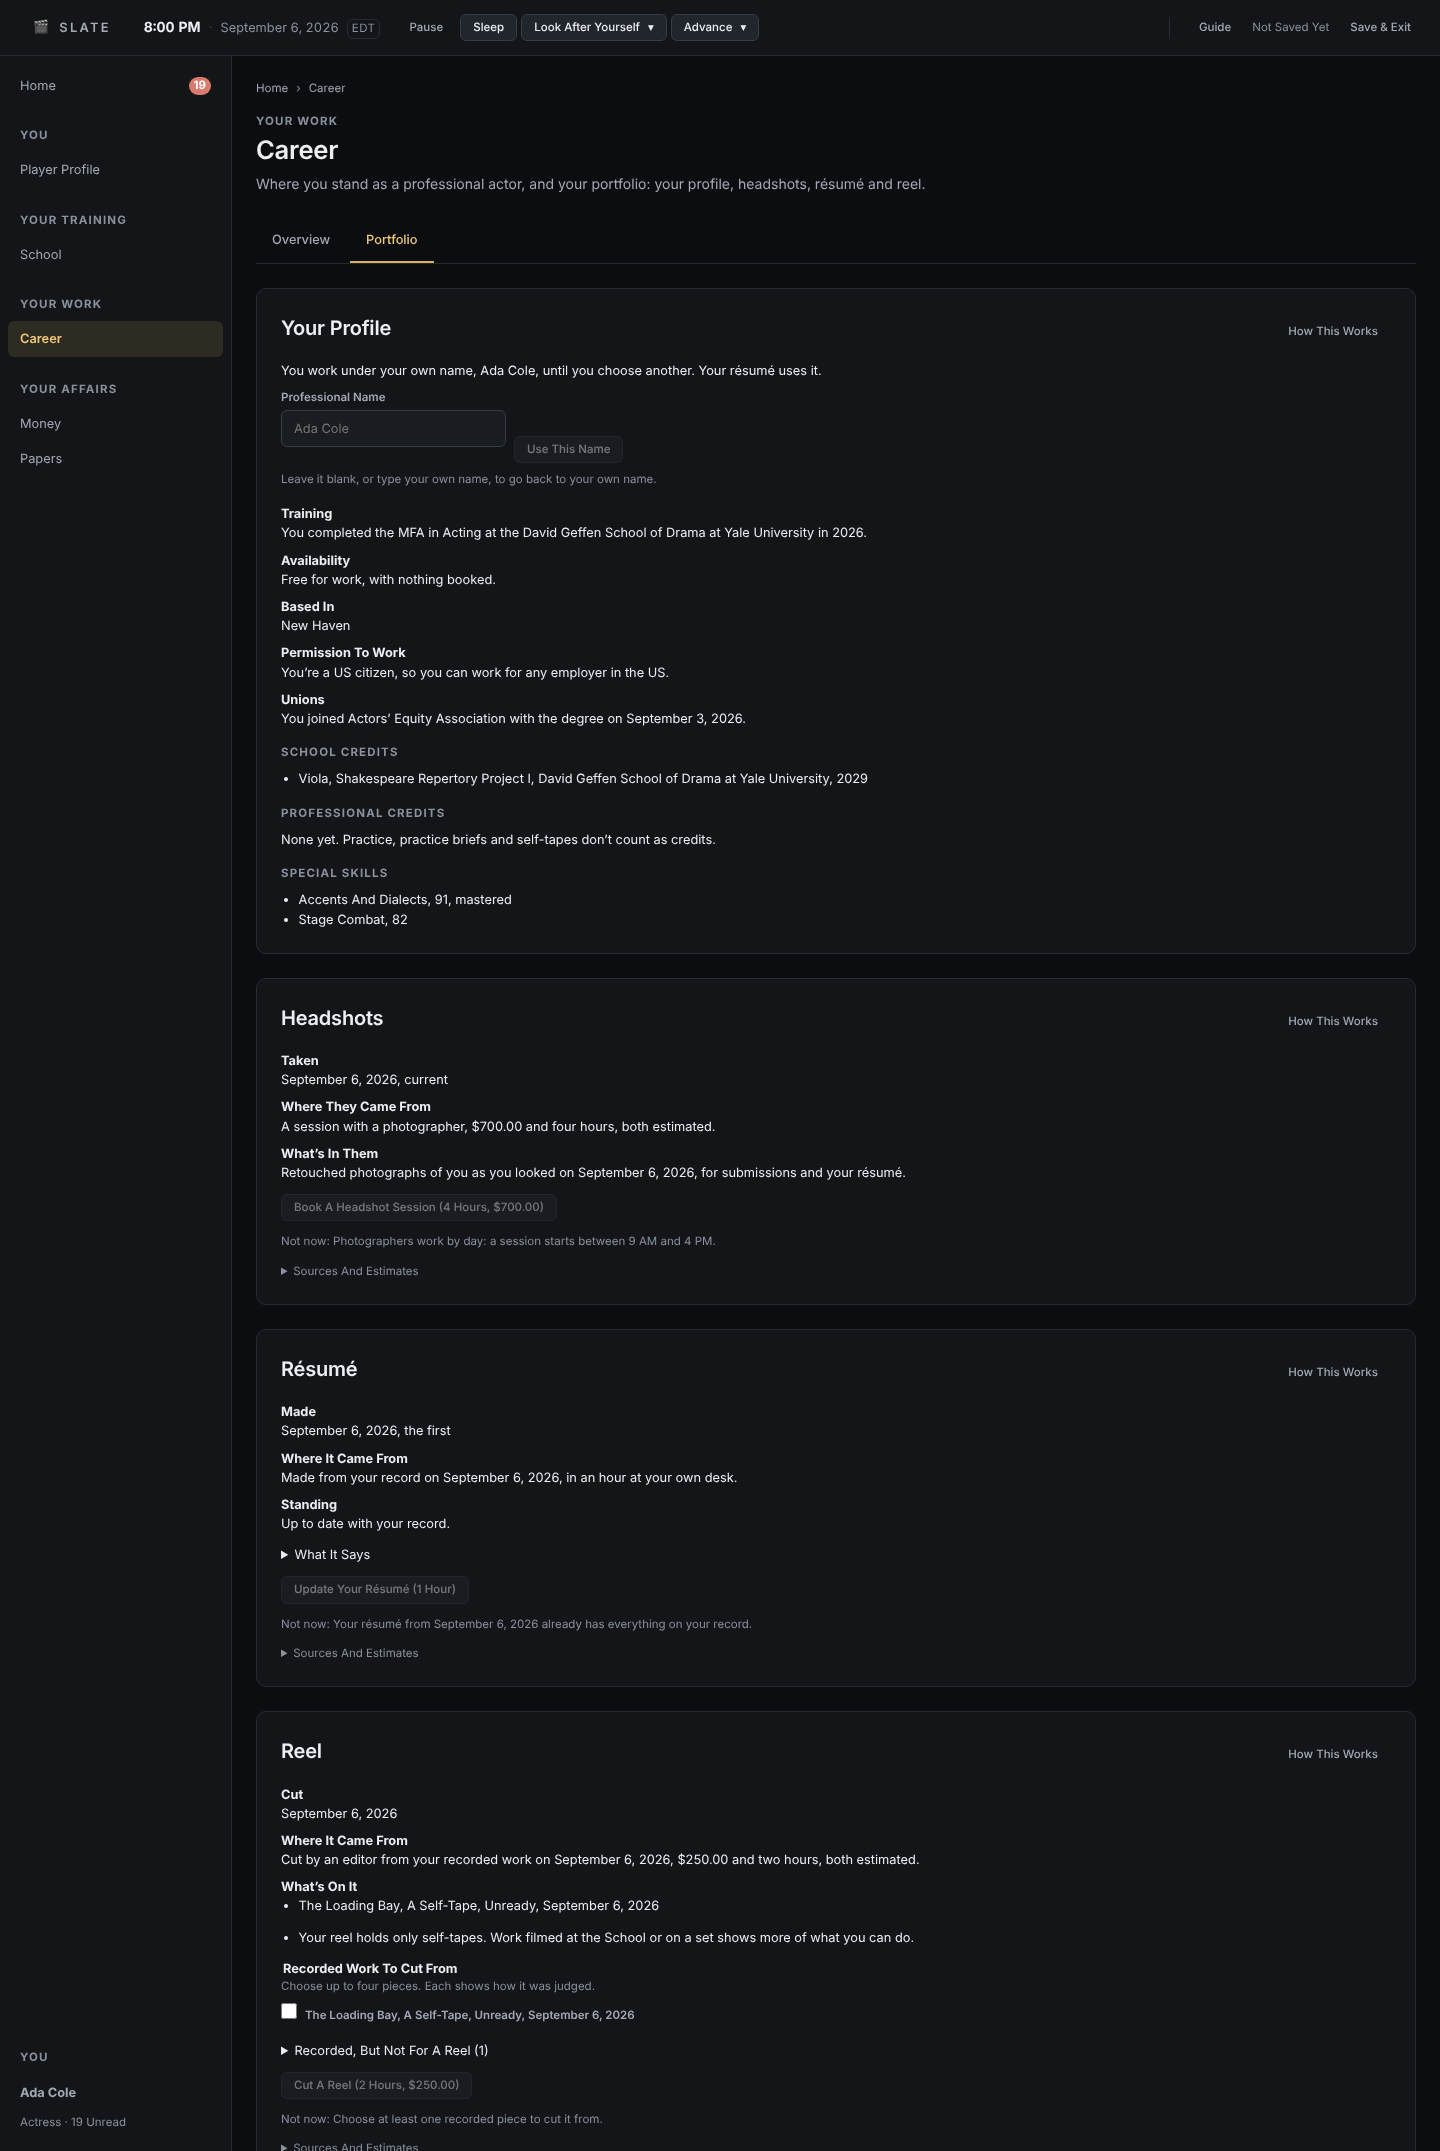 SLATE
8:00 PM · September 6, 2026 EDT
Pause
Sleep
Look After Yourself ▾
Advance ▾
Guide
Not Saved Yet
Save & Exit
Home
19
YOU
Player Profile
YOUR TRAINING
School
YOUR WORK
Career
YOUR AFFAIRS
Money
Papers
YOU
Ada Cole
Actress · 19 Unread
Home › Career
YOUR WORK
Career
Where you stand as a professional actor, and your portfolio: your profile, headshots, résumé and reel.
Overview
Portfolio
Your Profile
How This Works
You work under your own name, Ada Cole, until you choose another. Your résumé uses it.
Professional Name
Ada Cole
Use This Name
Leave it blank, or type your own name, to go back to your own name.
Training
You completed the MFA in Acting at the David Geffen School of Drama at Yale University in 2026.
Availability
Free for work, with nothing booked.
Based In
New Haven
Permission To Work
You’re a US citizen, so you can work for any employer in the US.
Unions
You joined Actors’ Equity Association with the degree on September 3, 2026.
SCHOOL CREDITS
• Viola, Shakespeare Repertory Project I, David Geffen School of Drama at Yale University, 2029
PROFESSIONAL CREDITS
None yet. Practice, practice briefs and self-tapes don’t count as credits.
SPECIAL SKILLS
• Accents And Dialects, 91, mastered
• Stage Combat, 82
Headshots
How This Works
Taken
September 6, 2026, current
Where They Came From
A session with a photographer, $700.00 and four hours, both estimated.
What’s In Them
Retouched photographs of you as you looked on September 6, 2026, for submissions and your résumé.
Book A Headshot Session (4 Hours, $700.00)
Not now: Photographers work by day: a session starts between 9 AM and 4 PM.
Sources And Estimates
Résumé
How This Works
Made
September 6, 2026, the first
Where It Came From
Made from your record on September 6, 2026, in an hour at your own desk.
Standing
Up to date with your record.
What It Says
Update Your Résumé (1 Hour)
Not now: Your résumé from September 6, 2026 already has everything on your record.
Sources And Estimates
Reel
How This Works
Cut
September 6, 2026
Where It Came From
Cut by an editor from your recorded work on September 6, 2026, $250.00 and two hours, both estimated.
What’s On It
• The Loading Bay, A Self-Tape, Unready, September 6, 2026
• Your reel holds only self-tapes. Work filmed at the School or on a set shows more of what you can do.
Recorded Work To Cut From
Choose up to four pieces. Each shows how it was judged.
The Loading Bay, A Self-Tape, Unready, September 6, 2026
Recorded, But Not For A Reel (1)
Cut A Reel (2 Hours, $250.00)
Not now: Choose at least one recorded piece to cut it from.
Sources And Estimates